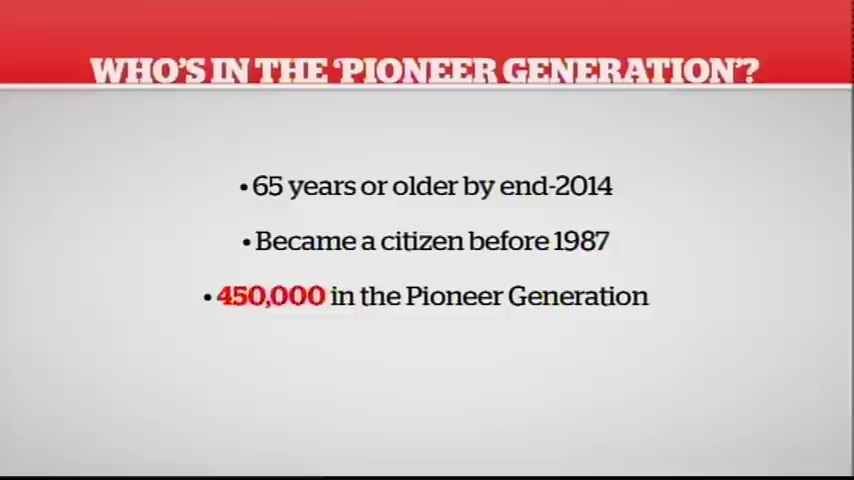 WHO'S IN THE 'PIONEER GENERATION'?
• 65 years or older by end-2014
• Became a citizen before 1987
• 450,000 in the Pioneer Generation